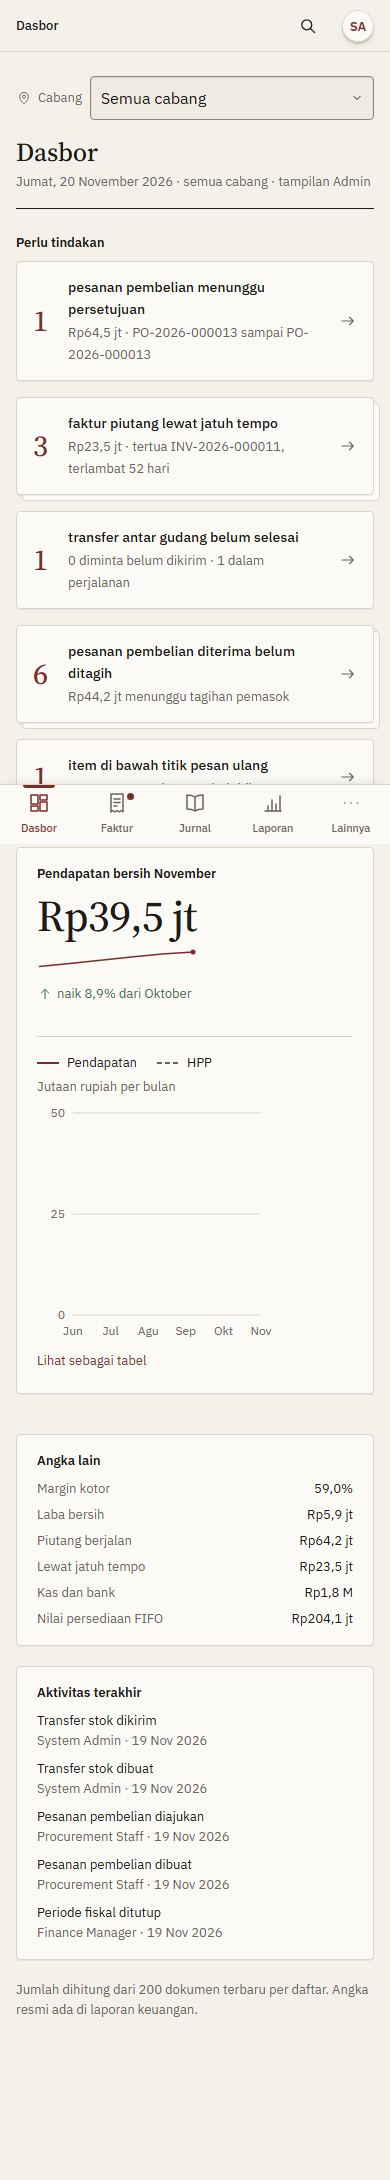 Dasbor
SA
Cabang
Semua cabang
Dasbor
Jumat, 20 November 2026 · semua cabang · tampilan Admin
Perlu tindakan
1
pesanan pembelian menunggu
persetujuan
Rp64,5 jt · PO-2026-000013 sampai PO-
2026-000013
3
faktur piutang lewat jatuh tempo
Rp23,5 jt · tertua INV-2026-000011,
terlambat 52 hari
1
transfer antar gudang belum selesai
0 diminta belum dikirim · 1 dalam
perjalanan
6
pesanan pembelian diterima belum
ditagih
Rp44,2 jt menunggu tagihan pemasok
1
item di bawah titik pesan ulang
Dasbor
Faktur
Jurnal
Laporan
Lainnya
Pendapatan bersih November
Rp39,5 jt
↑ naik 8,9% dari Oktober
Pendapatan
HPP
Jutaan rupiah per bulan
50
25
0
Jun Jul Agu Sep Okt Nov
Lihat sebagai tabel
Angka lain
Margin kotor 59,0%
Laba bersih Rp5,9 jt
Piutang berjalan Rp64,2 jt
Lewat jatuh tempo Rp23,5 jt
Kas dan bank Rp1,8 M
Nilai persediaan FIFO Rp204,1 jt
Aktivitas terakhir
Transfer stok dikirim
System Admin · 19 Nov 2026
Transfer stok dibuat
System Admin · 19 Nov 2026
Pesanan pembelian diajukan
Procurement Staff · 19 Nov 2026
Pesanan pembelian dibuat
Procurement Staff · 19 Nov 2026
Periode fiskal ditutup
Finance Manager · 19 Nov 2026
Jumlah dihitung dari 200 dokumen terbaru per daftar. Angka
resmi ada di laporan keuangan.